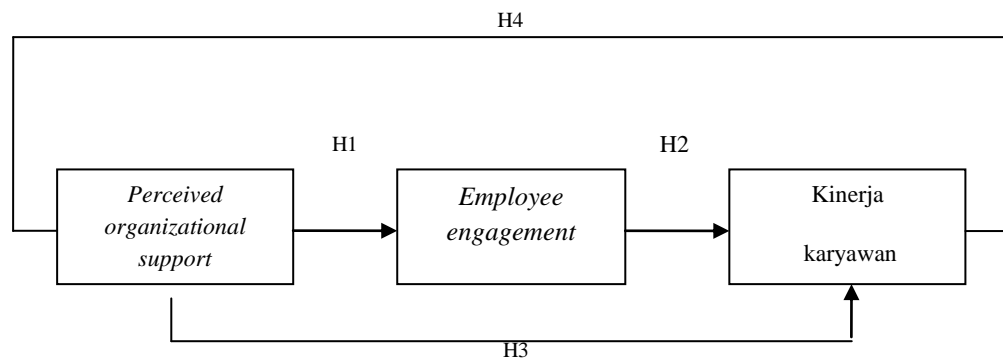 H4
H1
H2
Perceived
organizational
support
Employee
engagement
Kinerja
karyawan
H3